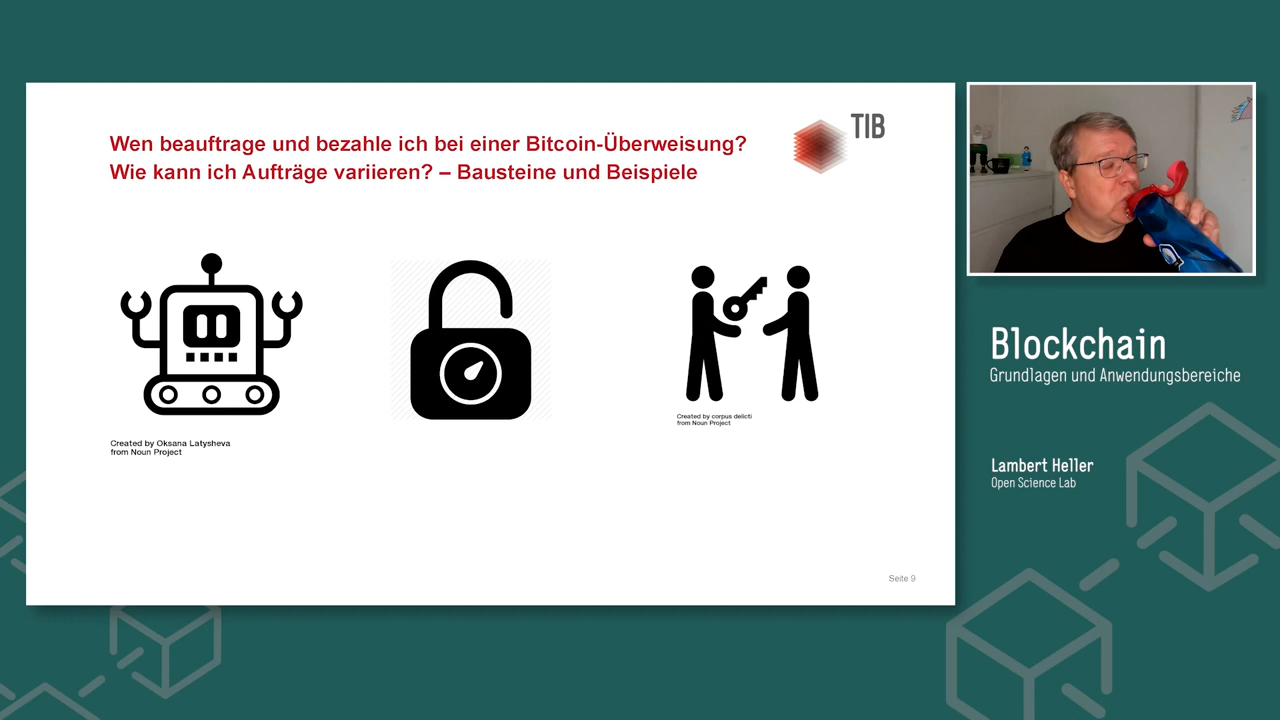 Wen beauftrage und bezahle ich bei einer Bitcoin-Überweisung?
Wie kann ich Aufträge variieren? – Bausteine und Beispiele
TIB
Created by Oksana Latysheva
from Noun Project
Created by corpus delicti
from Noun Project
Seite 9
Blockchain
Grundlagen und Anwendungsbereiche
Lambert Heller
Open Science Lab